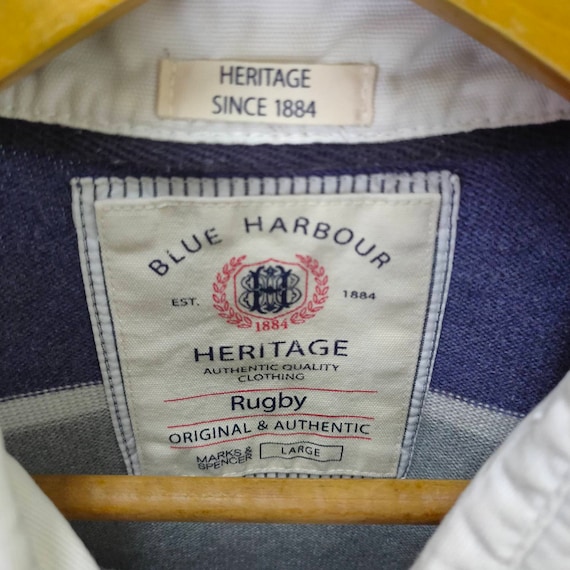 HERITAGE
SINCE 1884
BLUE HARBOUR
EST. 1884
H
1884
HERITAGE
AUTHENTIC QUALITY
CLOTHING
Rugby
ORIGINAL & AUTHENTIC
MARKS &
SPENCER
LARGE